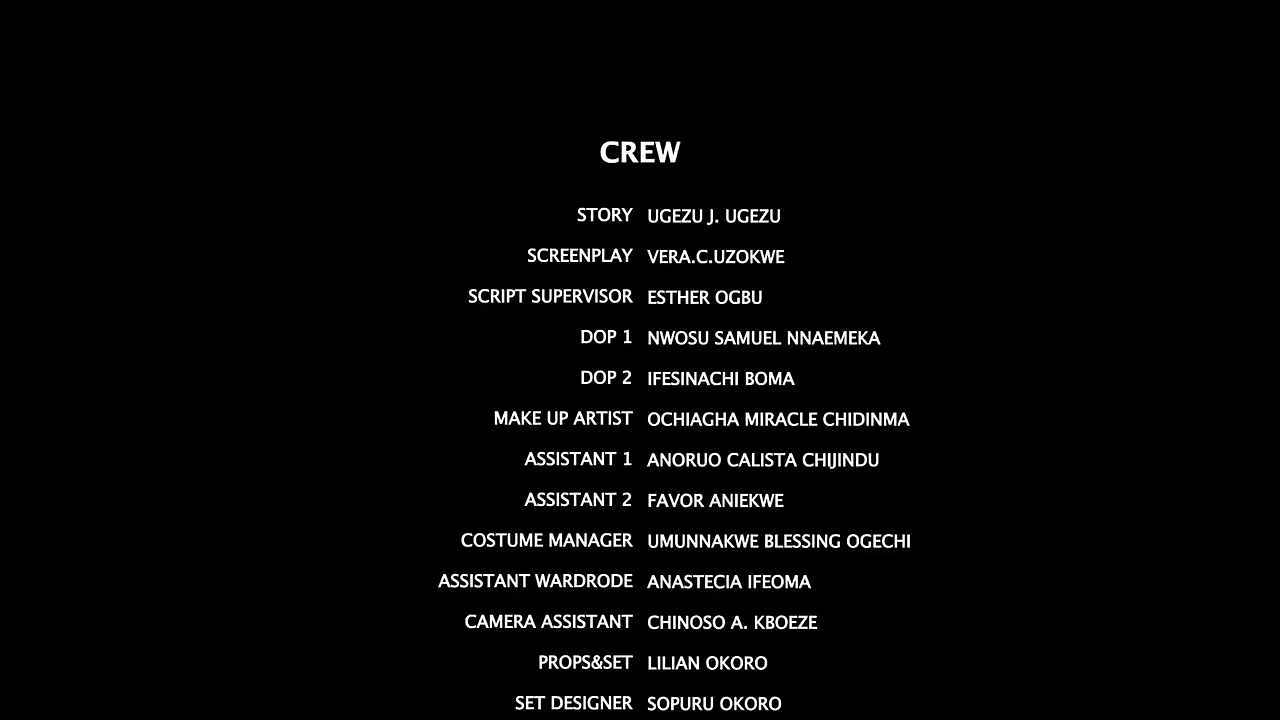 CREW
STORY UGEZU J. UGEZU
SCREENPLAY VERA.C.UZOKWE
SCRIPT SUPERVISOR ESTHER OGBU
DOP 1 NWOSU SAMUEL NNAEMEKA
DOP 2 IFESINACHI BOMA
MAKE UP ARTIST OCHIAGHA MIRACLE CHIDINMA
ASSISTANT 1 ANORUO CALISTA CHIJINDU
ASSISTANT 2 FAVOR ANIEKWE
COSTUME MANAGER UMUNNAKWE BLESSING OGECHI
ASSISTANT WARDRODE ANASTECIA IFEOMA
CAMERA ASSISTANT CHINOSO A. KBOEZE
PROPS&SET LILIAN OKORO
SET DESIGNER SOPURU OKORO